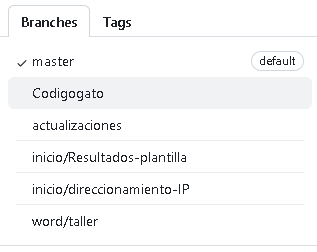 Branches Tags
master default
Codigogato
actualizaciones
inicio/Resultados-plantilla
inicio/direccionamiento-IP
word/taller